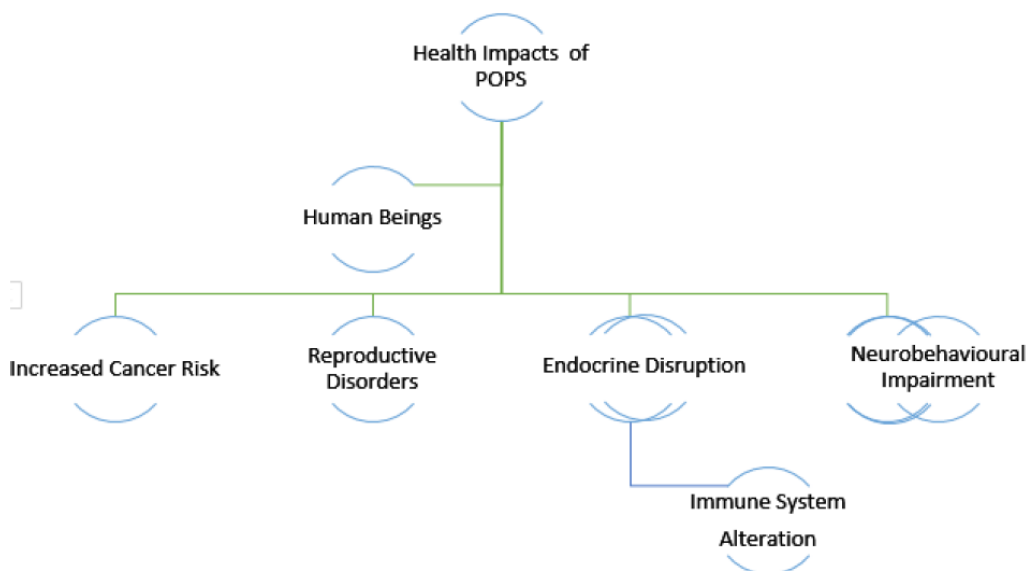 Health Impacts of
POPS
Human Beings
Increased Cancer Risk
Reproductive
Disorders
Endocrine Disruption
Neurobehavioural
Impairment
Immune System
Alteration